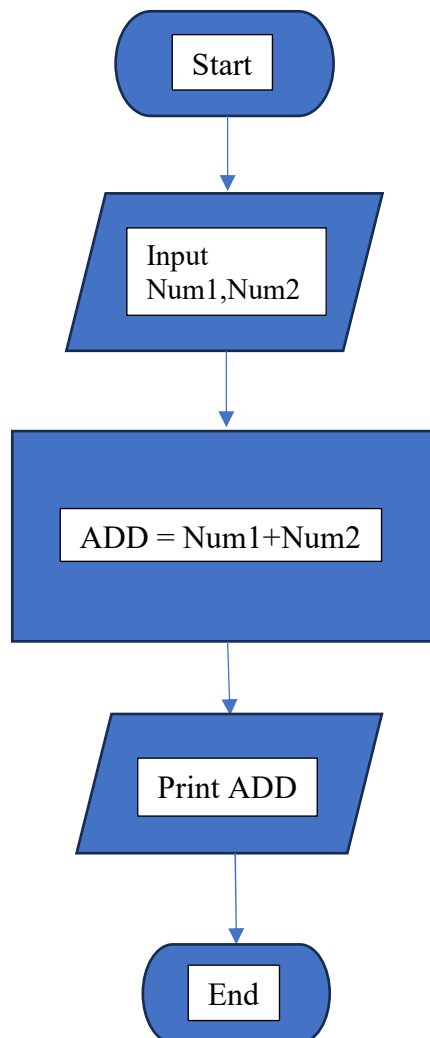 Start
Input
Num1,Num2
ADD = Num1+Num2
Print ADD
End